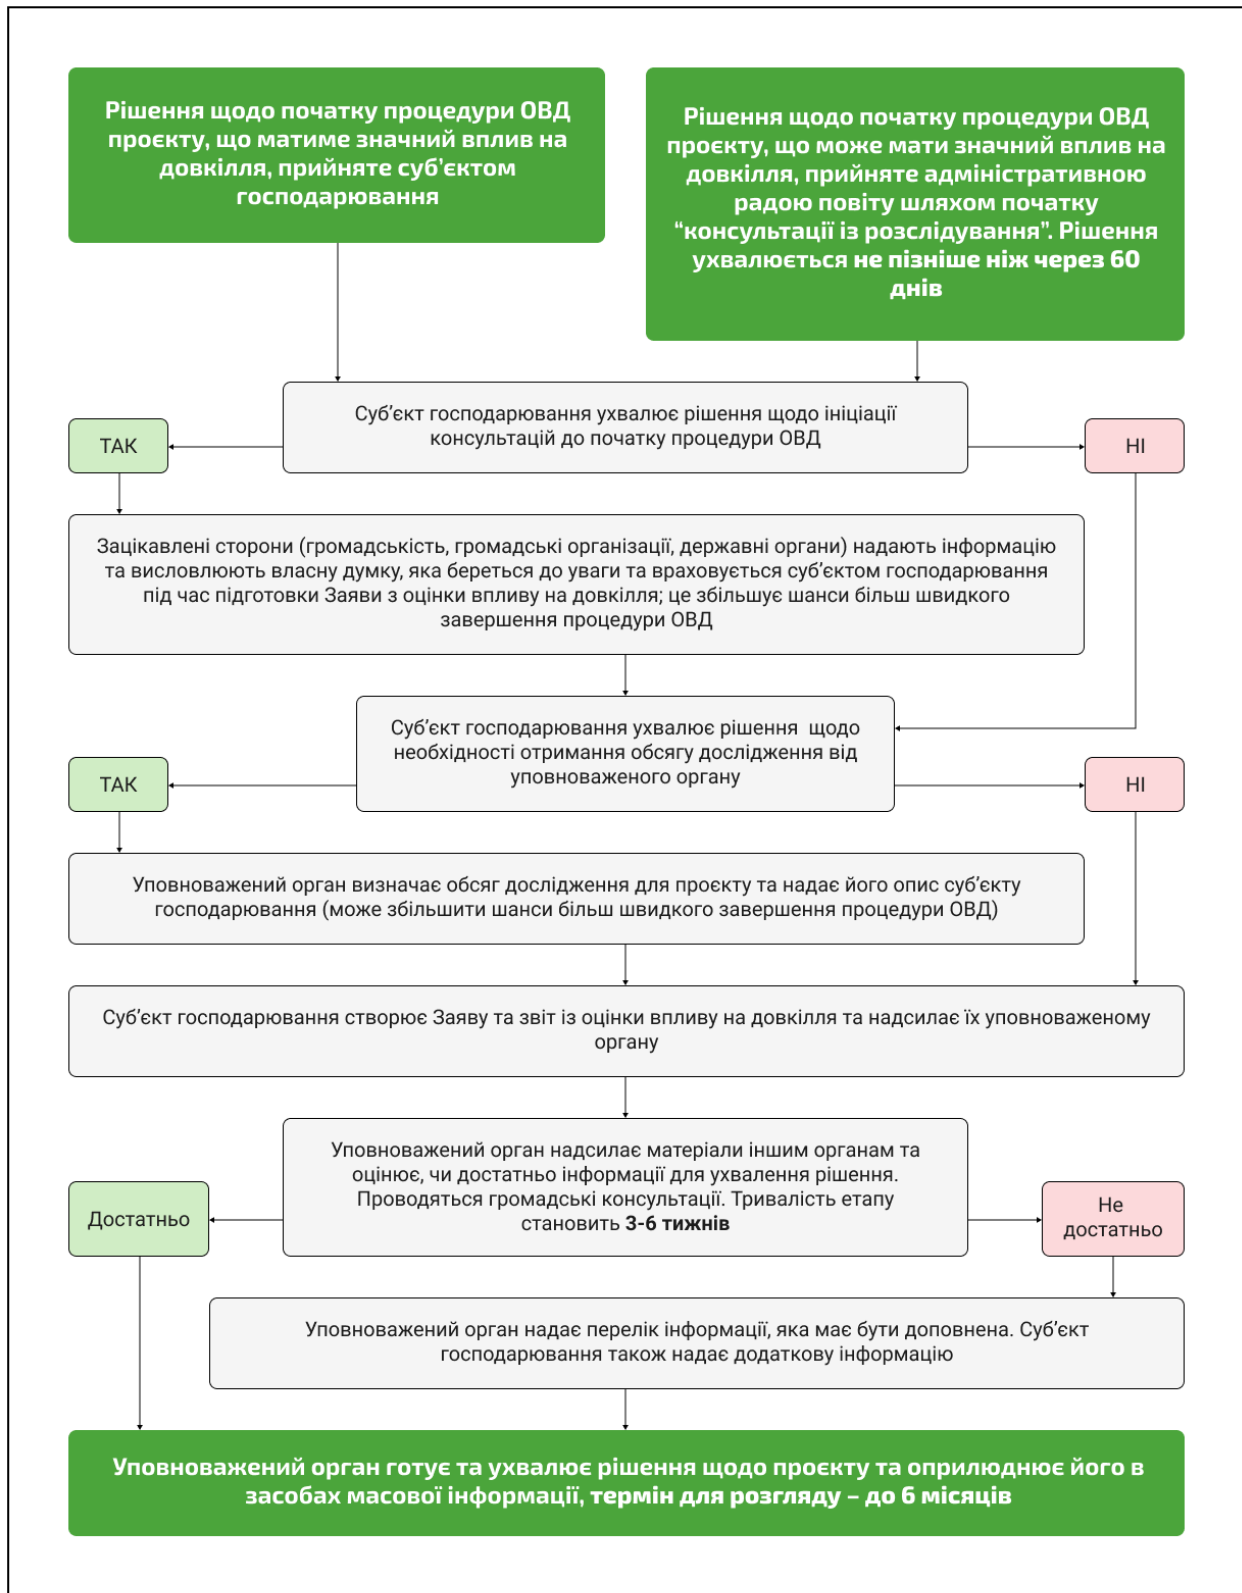 Рішення щодо початку процедури ОВД
проєкту, що матиме значний вплив на
довкілля, прийняте суб’єктом
господарювання
Рішення щодо початку процедури ОВД
проєкту, що може мати значний вплив на
довкілля, прийняте адміністративною
радою повіту шляхом початку
“консультації із розслідування”. Рішення
ухвалюється не пізніше ніж через 60
днів
Суб’єкт господарювання ухвалює рішення щодо ініціації
консультацій до початку процедури ОВД
ТАК
НІ
Зацікавлені сторони (громадськість, громадські організації, державні органи) надають інформацію
та висловлюють власну думку, яка береться до уваги та враховується суб’єктом господарювання
під час підготовки Заяви з оцінки впливу на довкілля; це збільшує шанси більш швидкого
завершення процедури ОВД
Суб’єкт господарювання ухвалює рішення щодо
необхідності отримання обсягу дослідження від
уповноваженого органу
ТАК
НІ
Уповноважений орган визначає обсяг дослідження для проєкту та надає його опис суб’єкту
господарювання (може збільшити шанси більш швидкого завершення процедури ОВД)
Суб’єкт господарювання створює Заяву та звіт із оцінки впливу на довкілля та надсилає їх уповноваженому
органу
Уповноважений орган надсилає матеріали іншим органам та
оцінює, чи достатньо інформації для ухвалення рішення.
Проводяться громадські консультації. Тривалість етапу
становить 3-6 тижнів
Достатньо
Не
достатньо
Уповноважений орган надає перелік інформації, яка має бути доповнена. Суб’єкт
господарювання також надає додаткову інформацію
Уповноважений орган готує та ухвалює рішення щодо проєкту та оприлюднює його в
засобах масової інформації, термін для розгляду – до 6 місяців